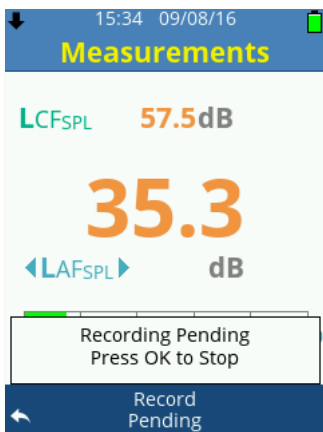 15:34 09/08/16
Measurements
LCFSPL 57.5dB
35.3
LAFSPL dB
Recording Pending
Press OK to Stop
Record
Pending